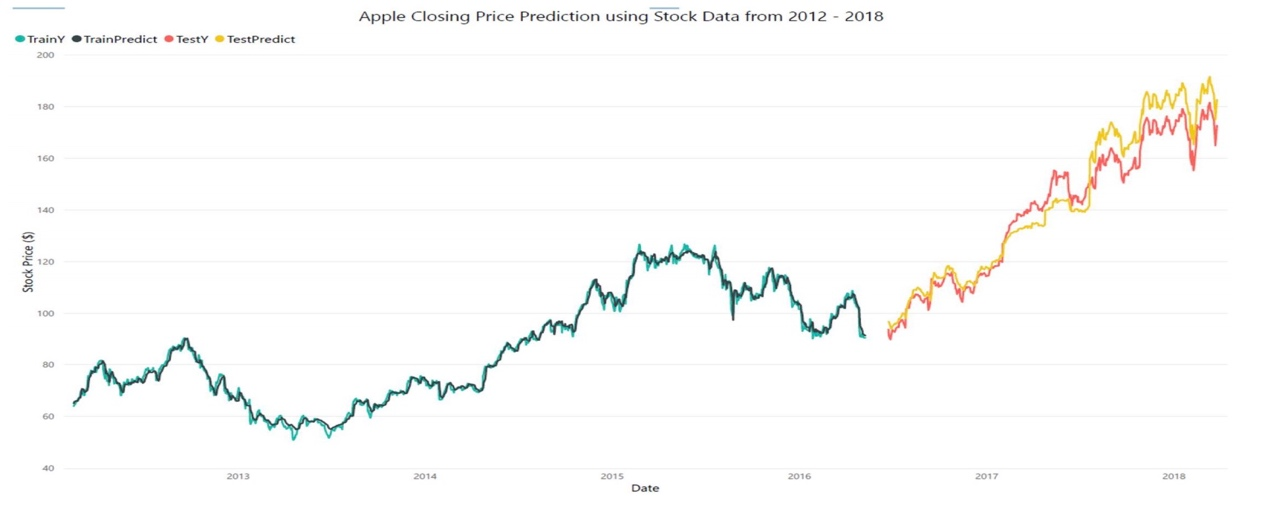 Apple Closing Price Prediction using Stock Data from 2012 - 2018
TrainY TrainPredict TestY TestPredict
200
180
160
140
120
100
80
60
40
Stock Price ($)
2013 2014 2015 2016 2017 2018
Date